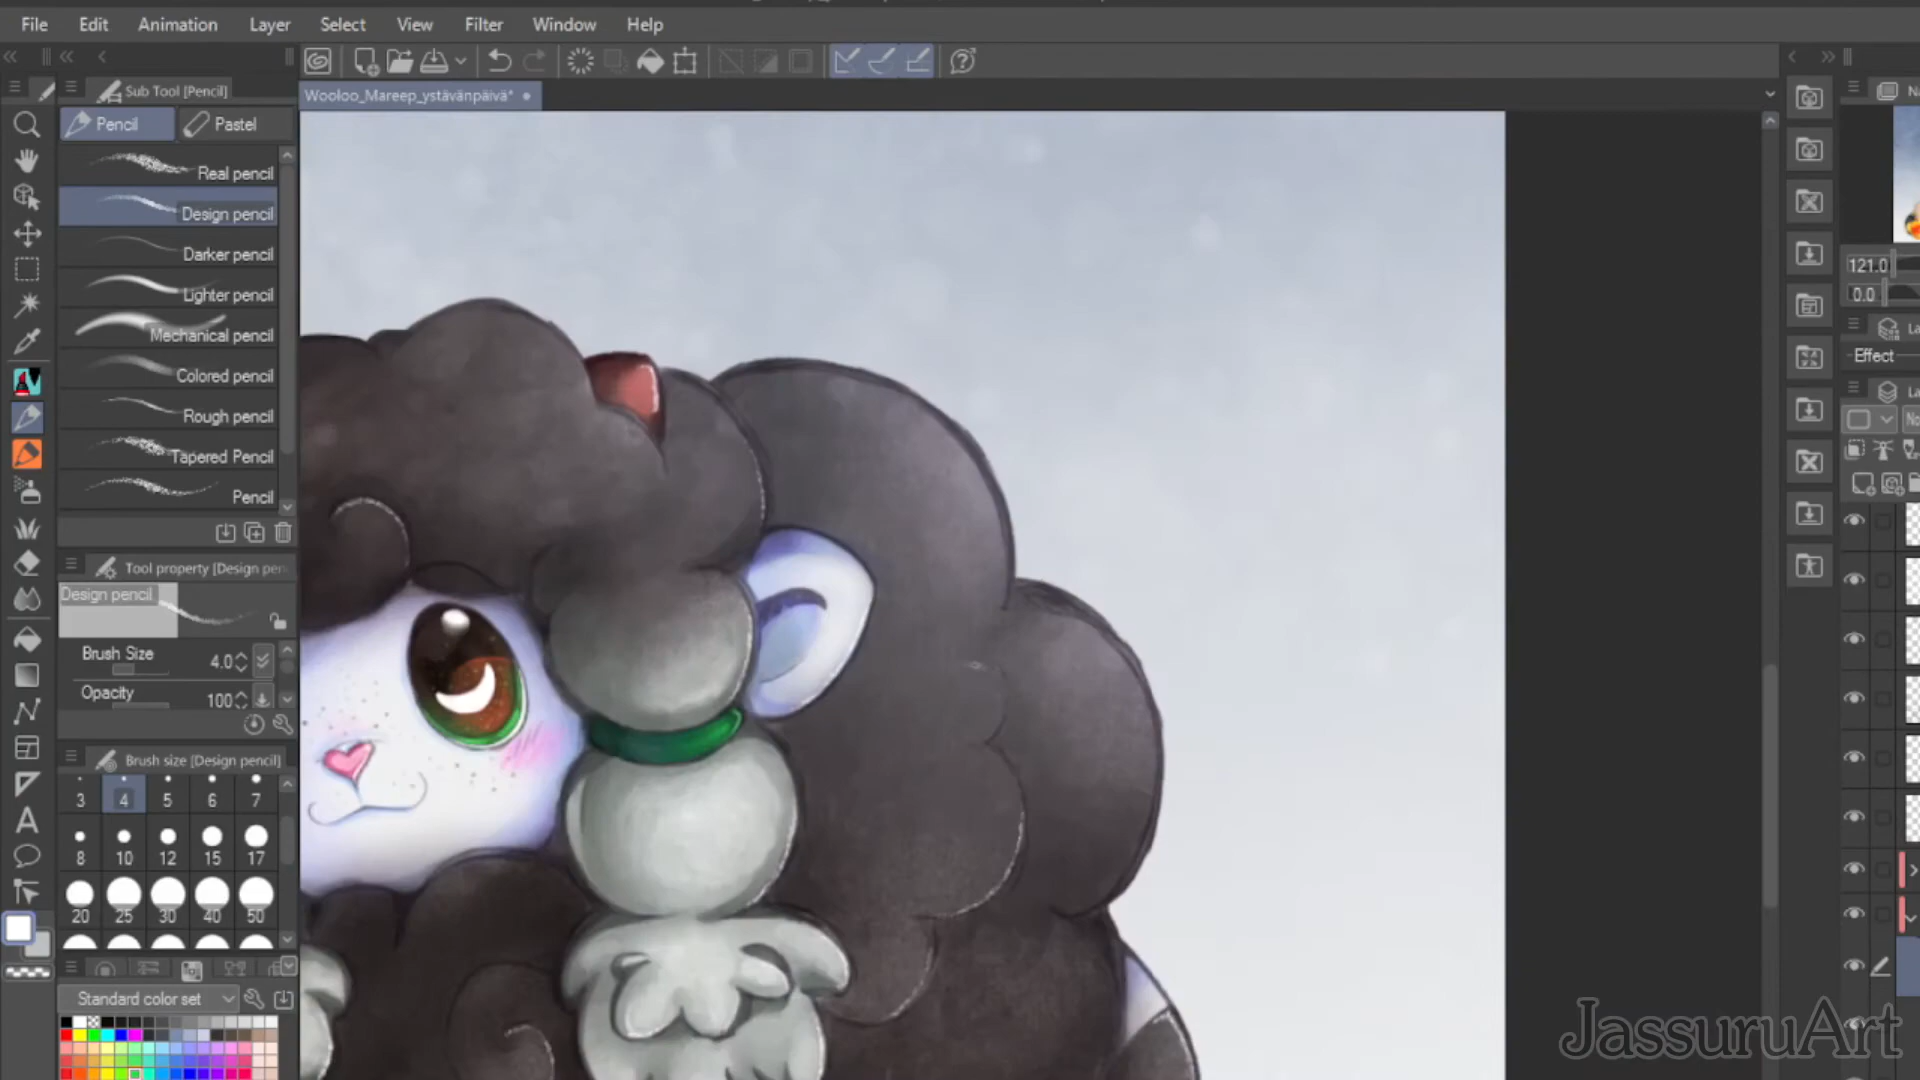 File Edit Animation Layer Select View Filter Edit Window Help
Sub Tool [Pencil]
Wooloo_Mareep_ystävänpäivä*
Pencil Pastel
Real pencil
Design pencil
Darker pencil
Lighter pencil
Mechanical pencil
Colored pencil
Rough pencil
Tapered Pencil
Pencil
121.0
0.0
Effect
Tool property [Design pen
Design pencil
Brush Size 4.0
Opacity 100
Brush size [Design pencil]
3 4 5 6 7
8 10 12 15 17
20 25 30 40 50
Standard color set
JassuruArt